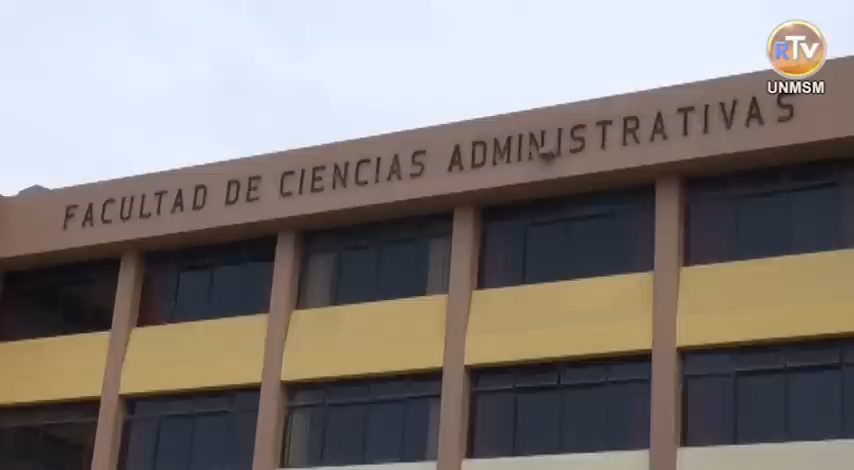 RTV
UNMSM
FACULTAD DE CIENCIAS ADMINISTRATIVAS